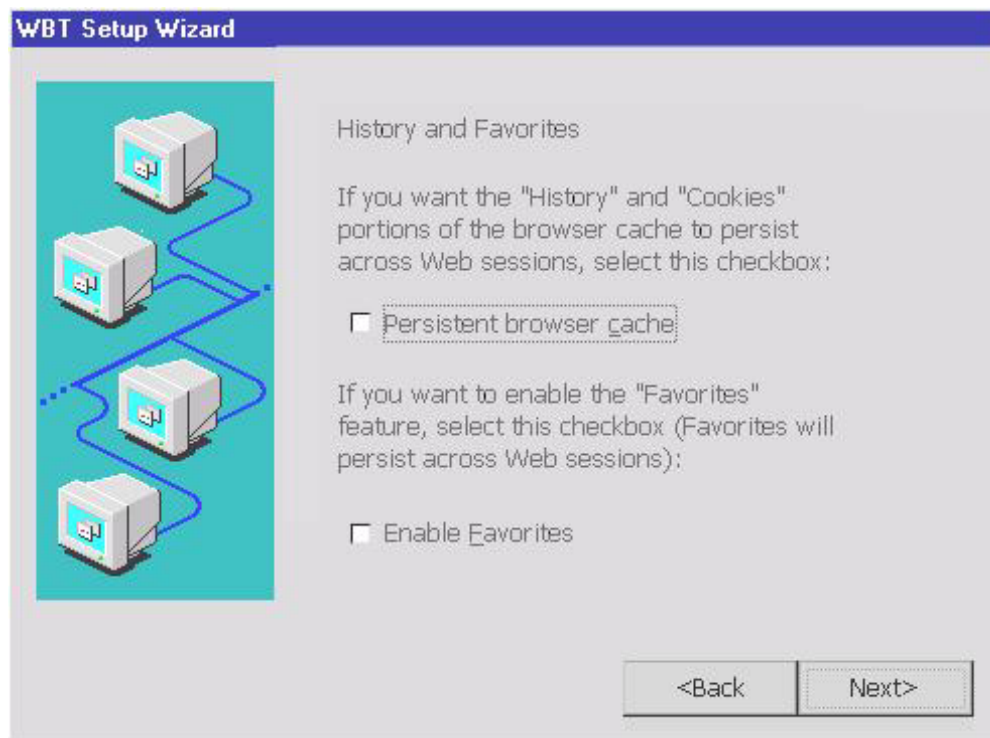 WBT Setup Wizard
History and Favorites
If you want the "History" and "Cookies"
portions of the browser cache to persist
across Web sessions, select this checkbox:
Persistent browser cache
If you want to enable the "Favorites"
feature, select this checkbox (Favorites will
persist across Web sessions):
Enable Favorites
<Back Next>